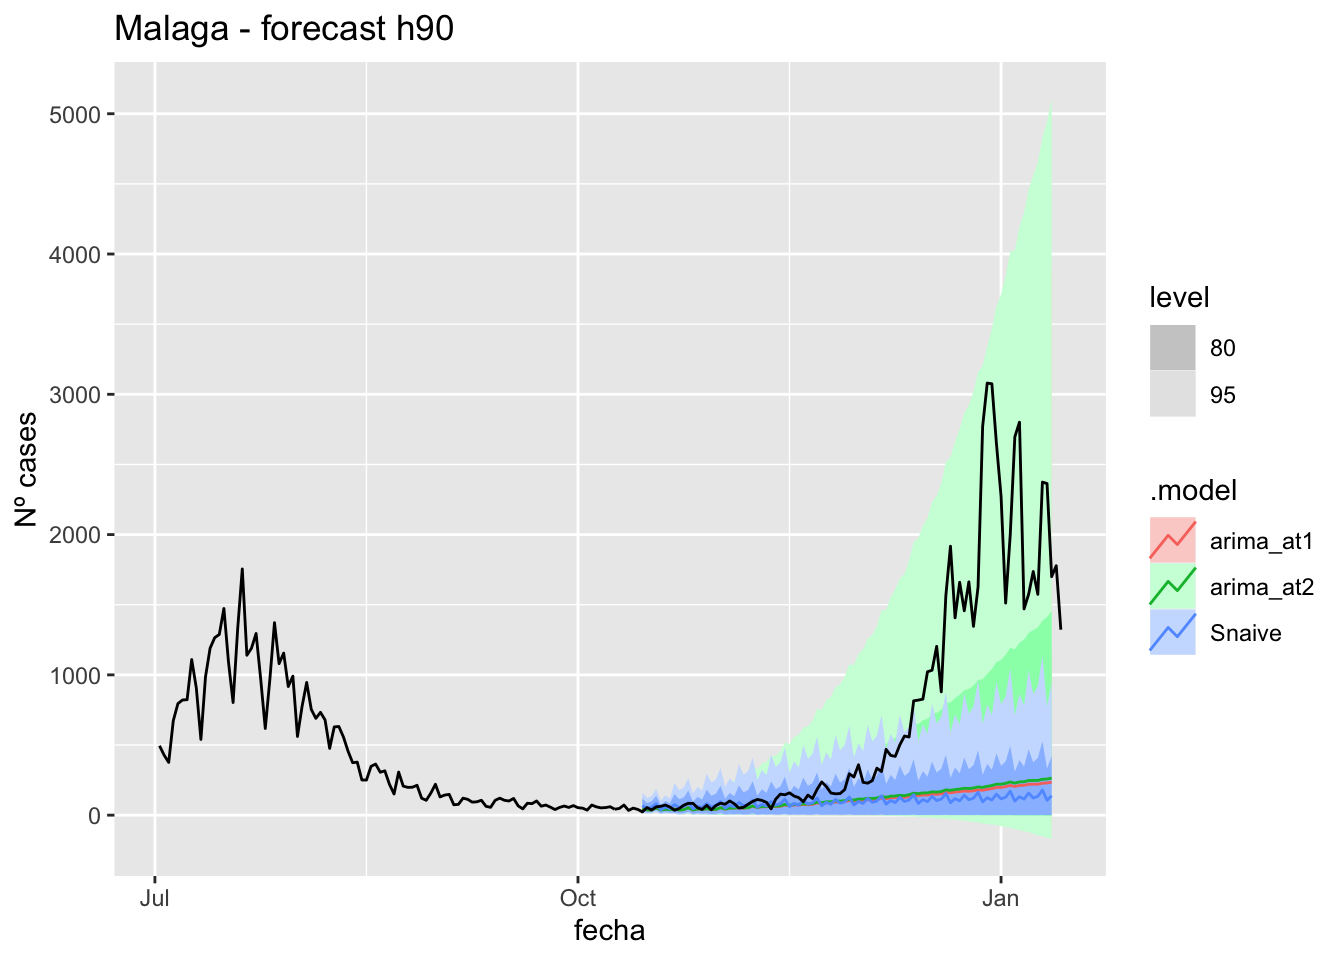 Malaga - forecast h90
5000
4000
3000
2000
1000
0
Nº cases
Jul
Oct
Jan
fecha
level
80
95
.model
arima_at1
arima_at2
Snaive